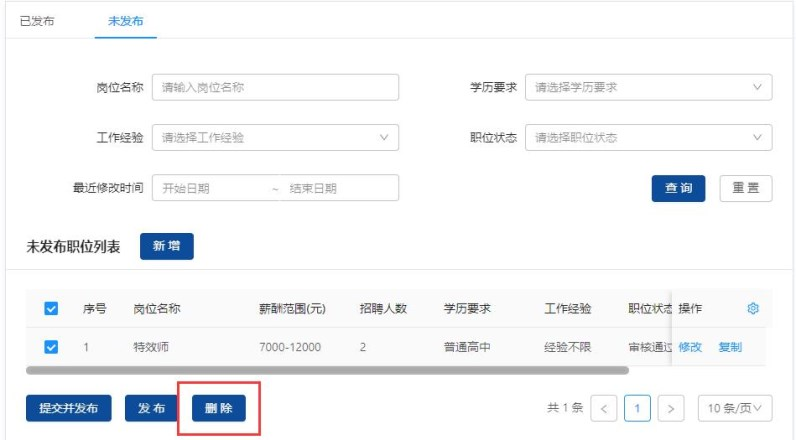 已发布 未发布
岗位名称 请输入岗位名称 学历要求 请选择学历要求
工作经验 请选择工作经验 职位状态 请选择职位状态
最近修改时间 开始日期 ~ 结束日期 查询 重置
未发布职位列表 新增
序号 岗位名称 薪酬范围(元) 招聘人数 学历要求 工作经验 职位状态 操作
1 特效师 7000-12000 2 普通高中 经验不限 审核通过 修改 复制
提交并发布 发布 删除 共1条 < 1 > 10条/页